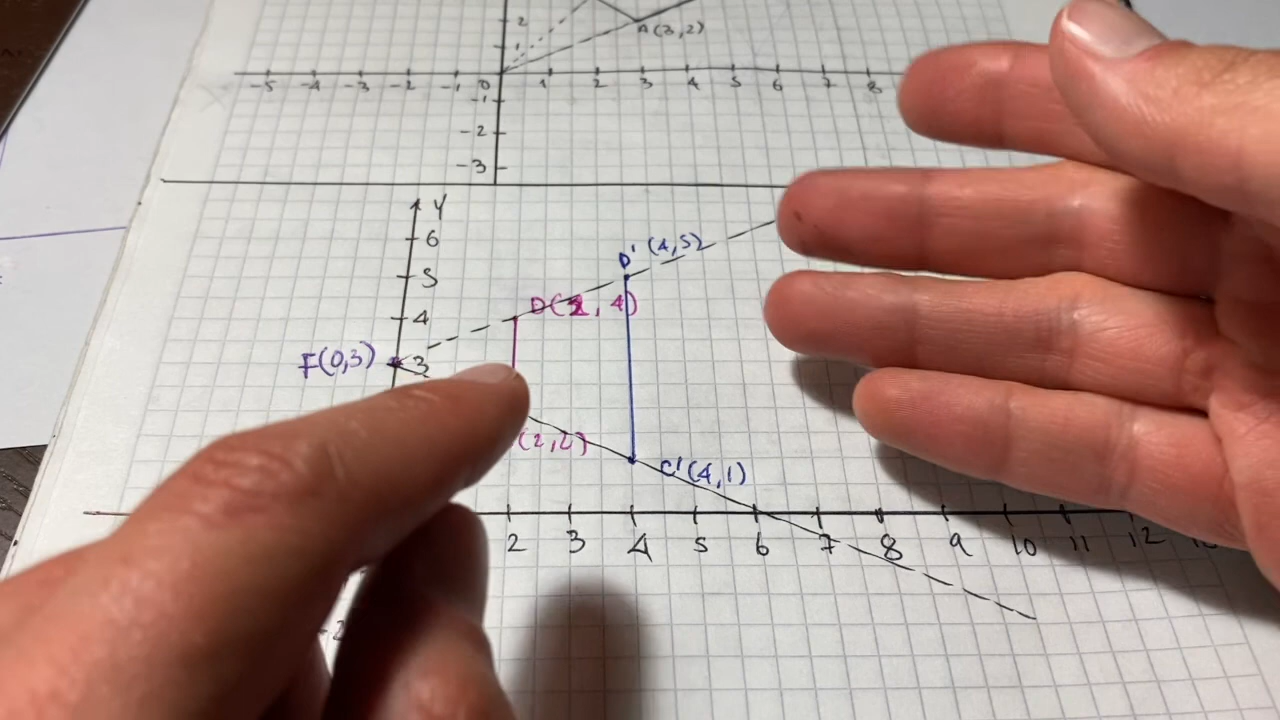 2
1
A(3,2)
-5 -4 -3 -2 -1 0 1 2 3 4 5 6 7 8
-1
-2
-3
Y
6
5
4
3
D'(4,5)
D(2,4)
F(0,3)
(2,2)
C'(4,1)
2 3 4 5 6 7 8 9 10 11 12
-2